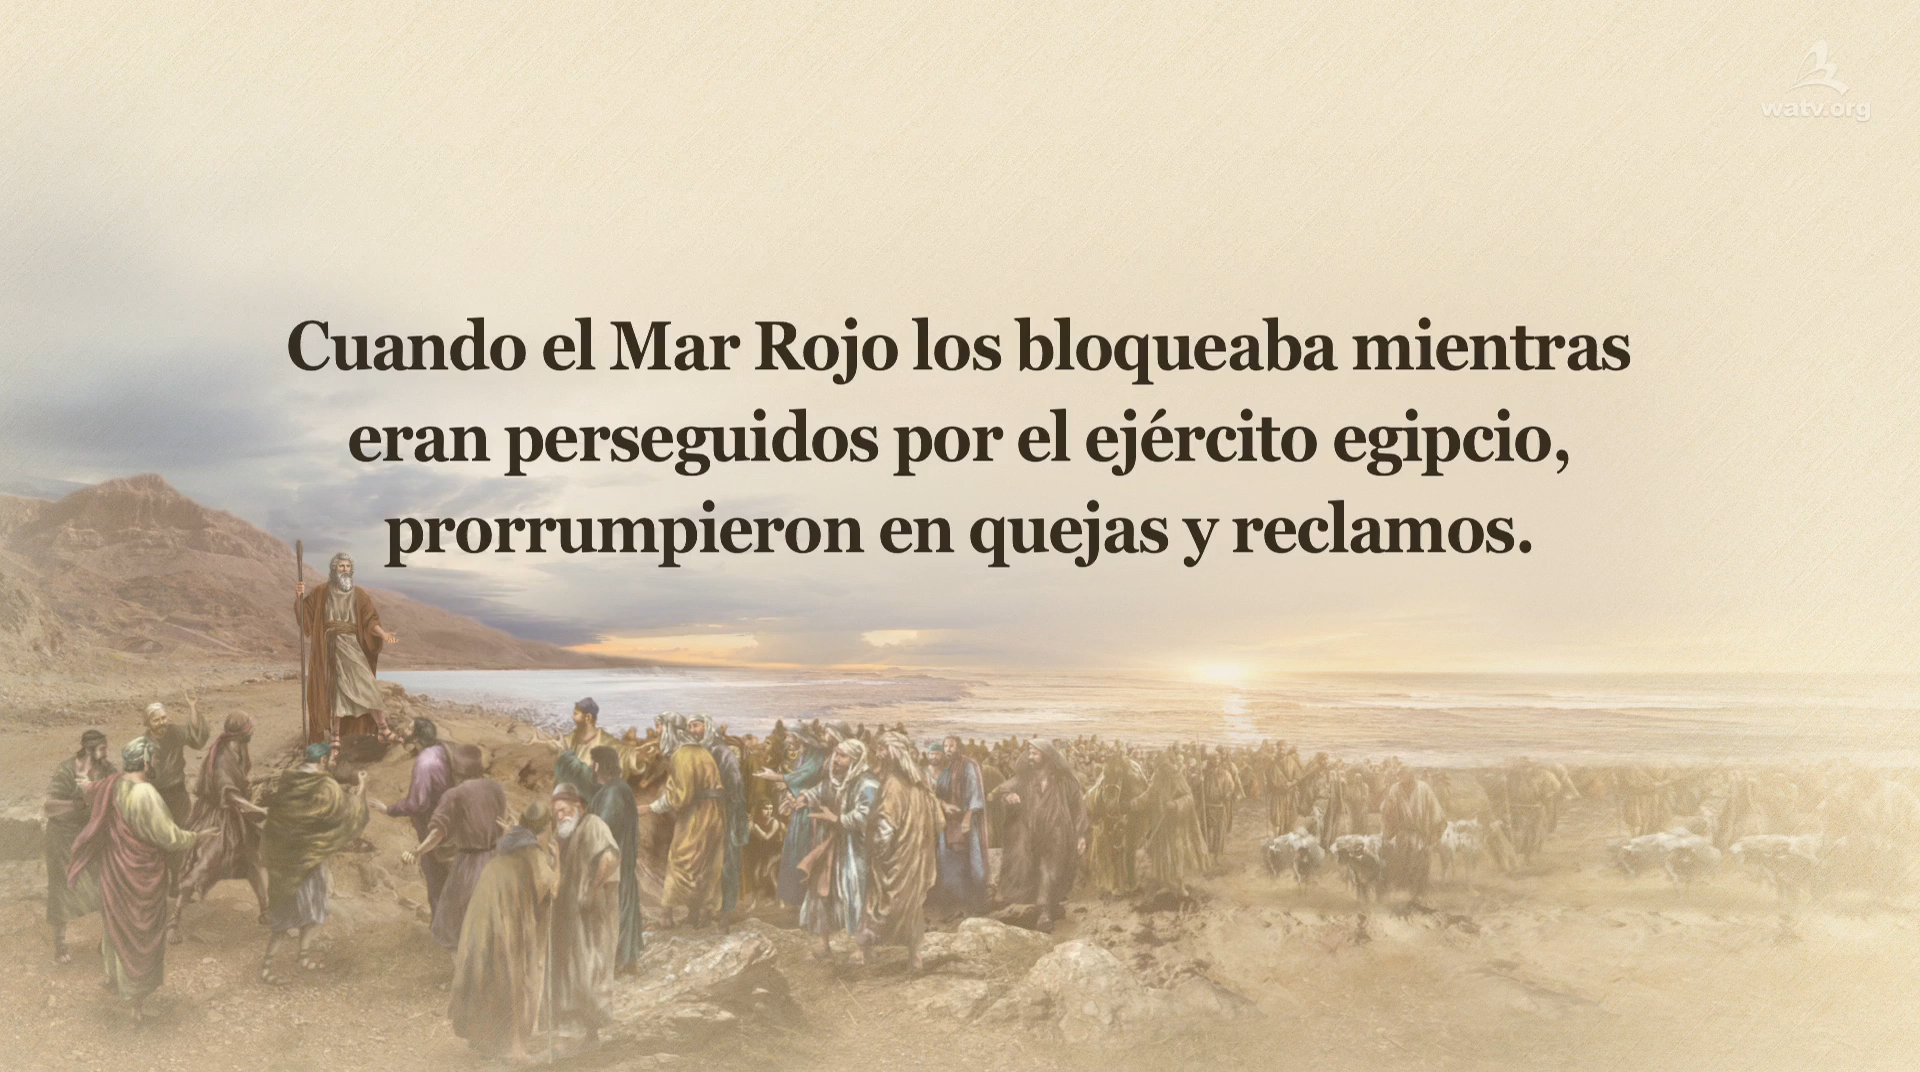 watv.org
Cuando el Mar Rojo los bloqueaba mientras
eran perseguidos por el ejército egipcio,
prorrumpieron en quejas y reclamos.